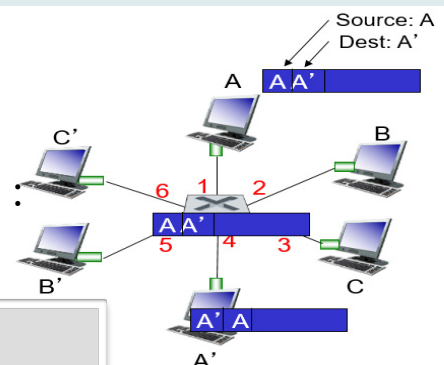 Source: A
Dest: A'
A A'
A
B
C'
6 1 2
A A'
5 4 3
B'
C
A' A
A'